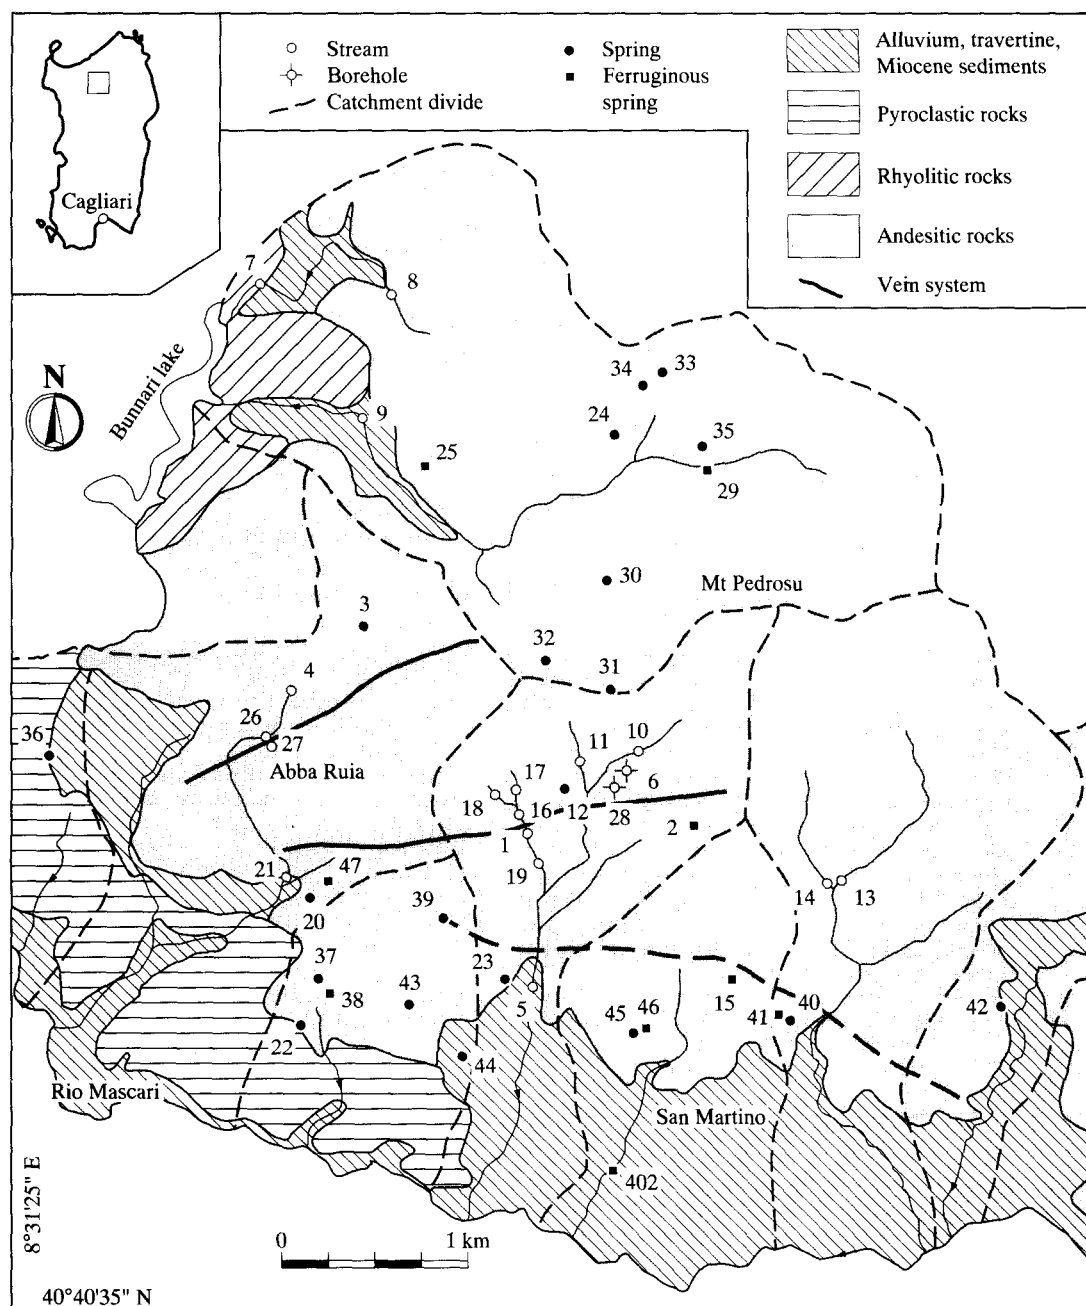 Stream
Borehole
Catchment divide
Spring
Ferruginous
spring
Alluvium, travertine,
Miocene sediments
Pyroclastic rocks
Rhyolitic rocks
Andesitic rocks
Vein system
Cagliari
7
8
Bunnari lake
N
9
25
34
33
24
35
29
30
Mt Pedrosu
3
32
31
4
26
27
36
Abba Ruia
11
10
17
6
18
16
12
28
2
1
19
21
47
14
13
20
39
37
23
38
43
5
45
46
15
41
40
42
22
44
Rio Mascari
San Martino
402
8°31'25" E
0
1 km
40°40'35" N